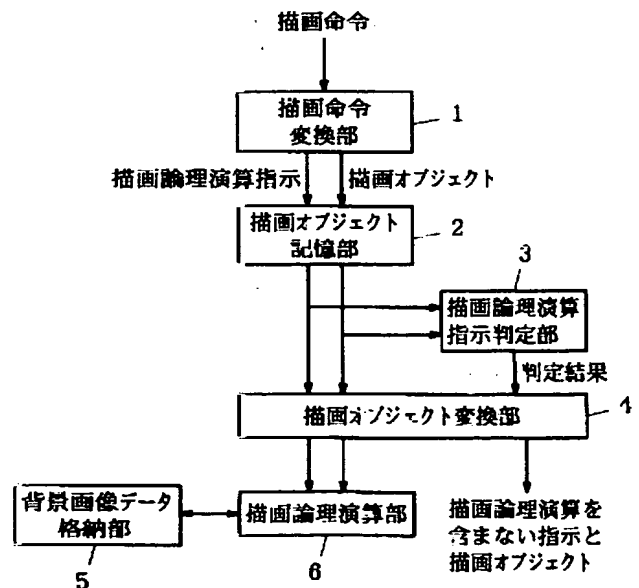 描画命令
描画命令
変換部
1
描画論理演算指示
描画オブジェクト
描画オブジェクト
記憶部
2
3
描画論理演算
指示判定部
判定結果
描画オブジェクト変換部
4
背景画像データ
格納部
5
描画論理演算部
6
描画論理演算を
含まない指示と
描画オブジェクト